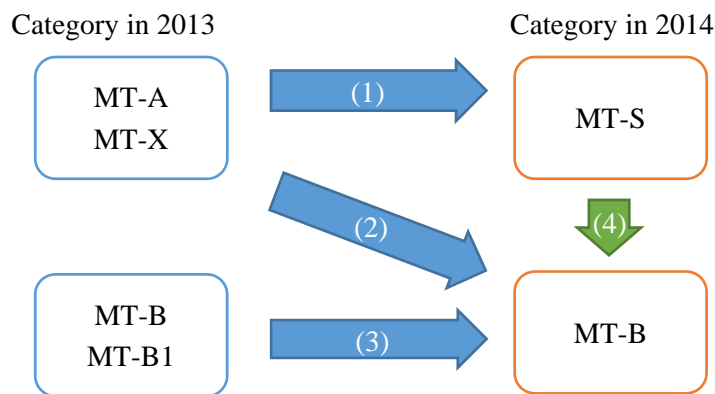 Category in 2013
Category in 2014
MT-A
MT-X
(1)
MT-S
(2)
(4)
MT-B
MT-B1
(3)
MT-B